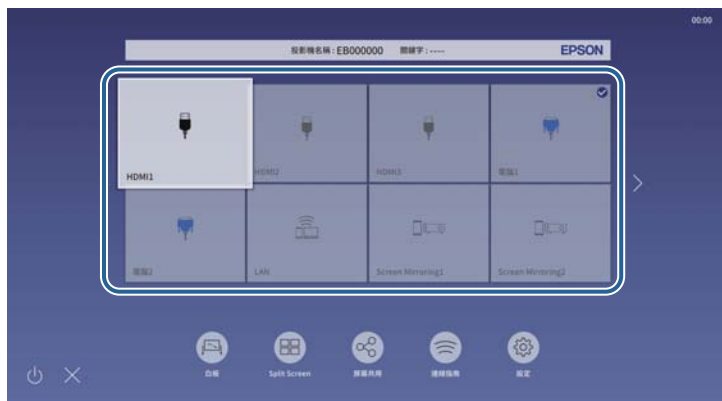 00:00
投影機名稱 : EB000000 關鍵字 : ----
EPSON
HDMI1
HDMI2
HDMI3
電腦1
電腦2
LAN
Screen Mirroring1
Screen Mirroring2
白板
Split Screen
屏幕共用
連線指南
設定